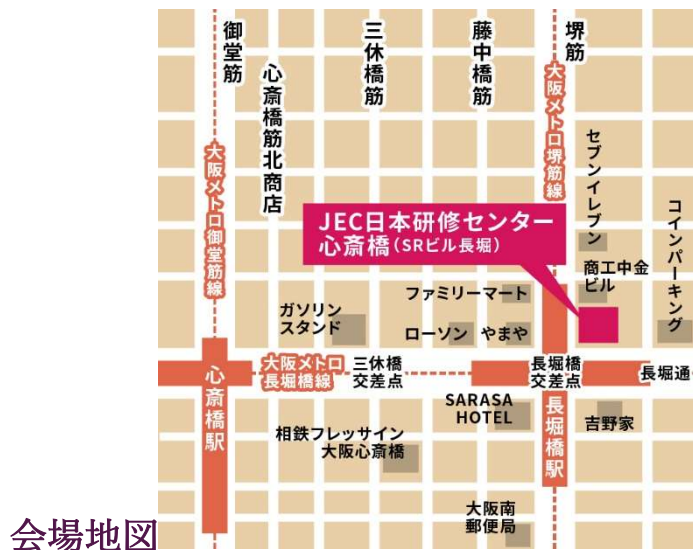 御堂筋
心斎橋筋北商店
三休橋筋
藤中橋筋
堺筋
大阪メトロ御堂筋線
大阪メトロ堺筋線
セブンイレブン
コインパーキング
JEC日本研修センター
心斎橋(SRビル長堀)
商工中金
ビル
ファミリーマート
ガソリン
スタンド
ローソン
やまや
心斎橋駅
大阪メトロ
長堀橋線
三休橋
交差点
長堀橋
交差点
長堀通
SARASA
HOTEL
長堀橋駅
吉野家
相鉄フレッサイン
大阪心斎橋
大阪南
郵便局
会場地図